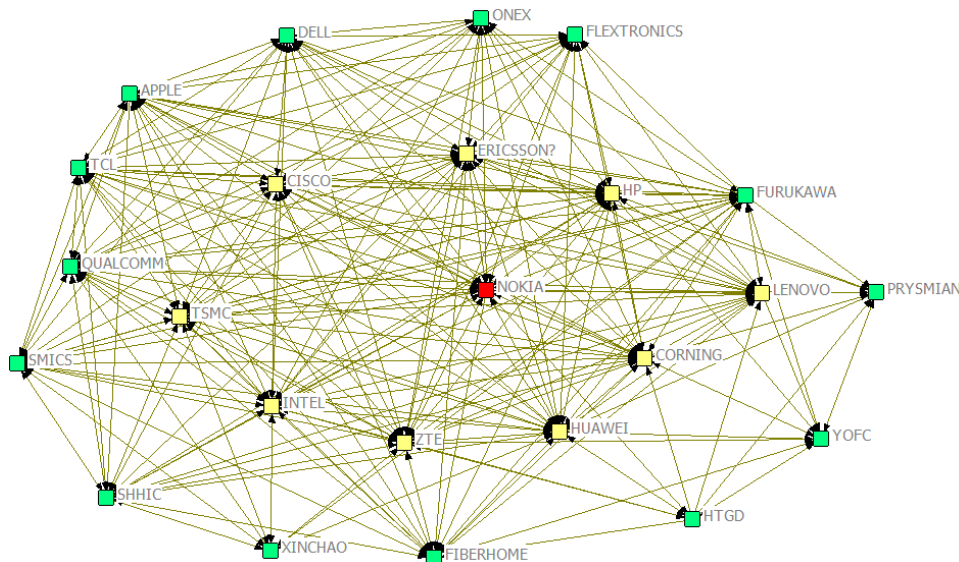 ONEX
DELL
FLEXTRONICS
APPLE
ERICSSON?
TCL
CISCO
HP
FURUKAWA
QUALCOMM
NOKIA
LENOVO
PRYSMIAN
TSMC
SMICS
CORNING
INTEL
HUAWEI
ZTE
YOFC
SHHIC
HTGD
XINCHAO
FIBERHOME